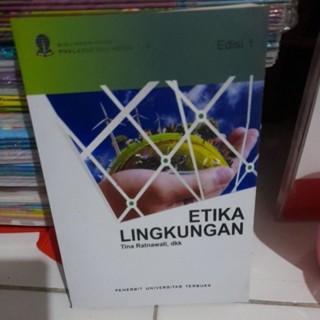 Edisi 1
ETIKA
LINGKUNGAN
Tina Ratnawati, dkk
PENERBIT UNIVERSITAS TERBUKA